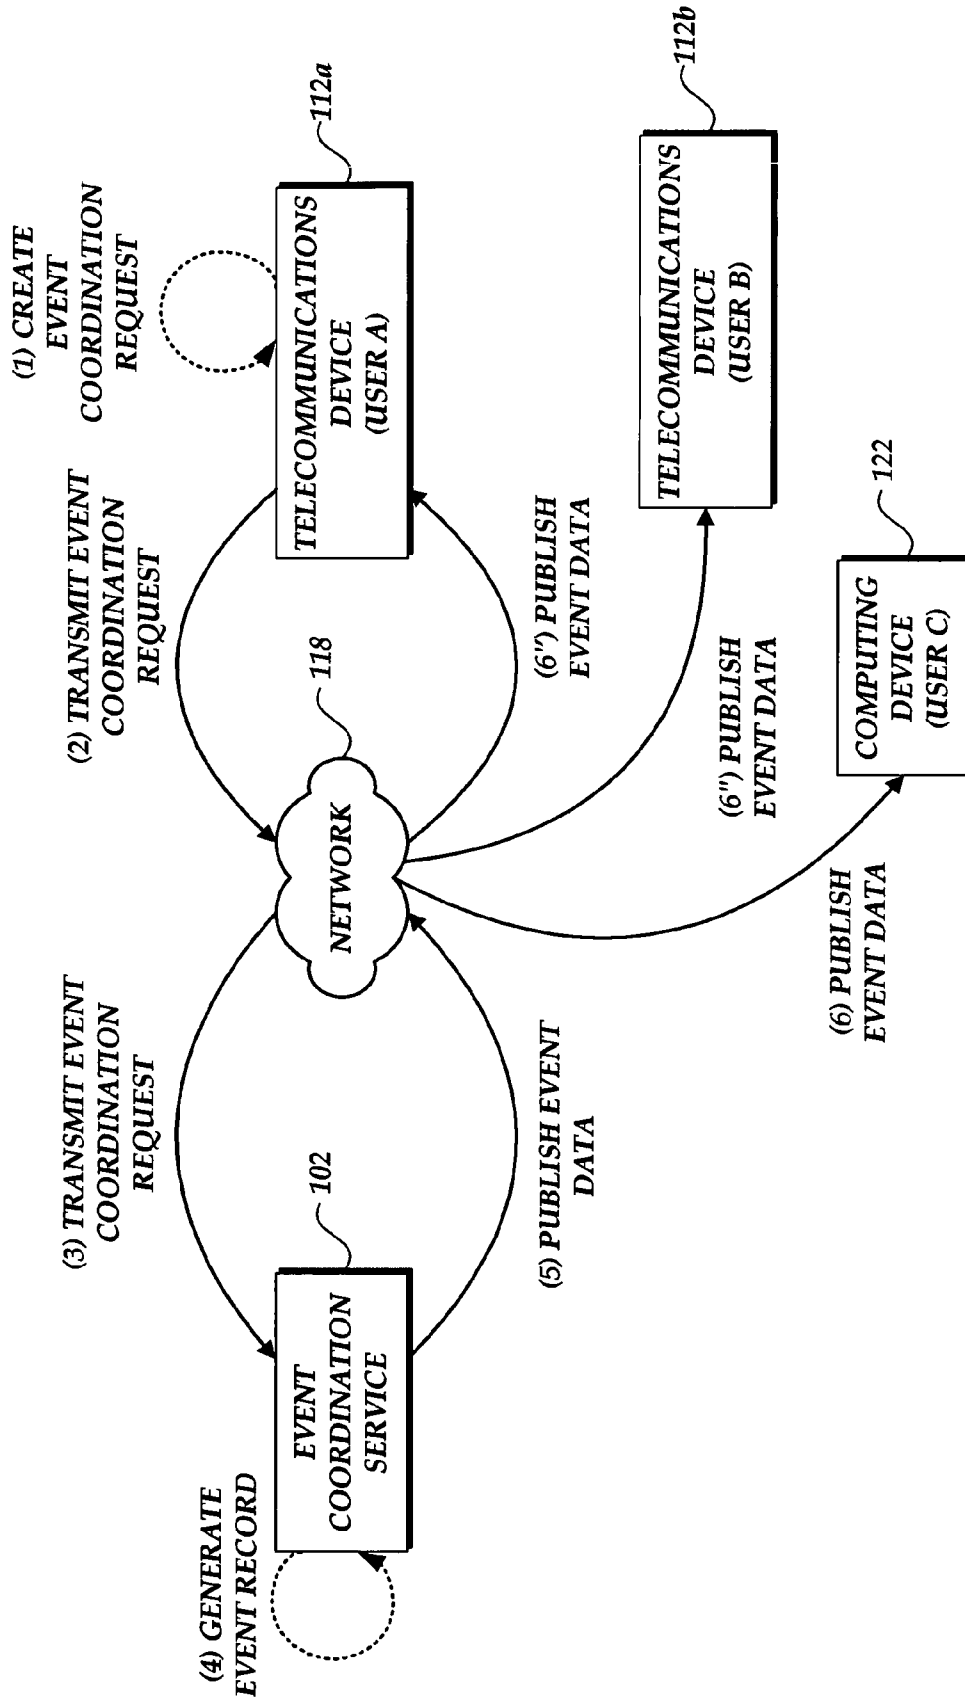 (1) CREATE
EVENT
COORDINATION
REQUEST
(2) TRANSMIT EVENT
COORDINATION
REQUEST
(3) TRANSMIT EVENT
COORDINATION
REQUEST
(4) GENERATE
EVENT RECORD
EVENT
COORDINATION
SERVICE
102
NETWORK
118
TELECOMMUNICATIONS
DEVICE
(USER A)
112a
(5) PUBLISH EVENT
DATA
(6") PUBLISH
EVENT DATA
TELECOMMUNICATIONS
DEVICE
(USER B)
112b
(6") PUBLISH
EVENT DATA
(6) PUBLISH
EVENT DATA
COMPUTING
DEVICE
(USER C)
122